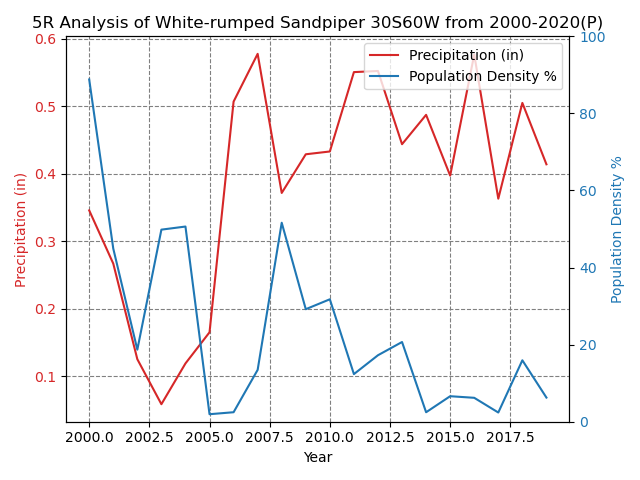 5R Analysis of White-rumped Sandpiper 30S60W from 2000-2020(P)
Precipitation (in)
Population Density %
0.6
0.5
0.4
0.3
0.2
0.1
Precipitation (in)
100
80
60
40
20
0
Population Density %
2000.0 2002.5 2005.0 2007.5 2010.0 2012.5 2015.0 2017.5
Year